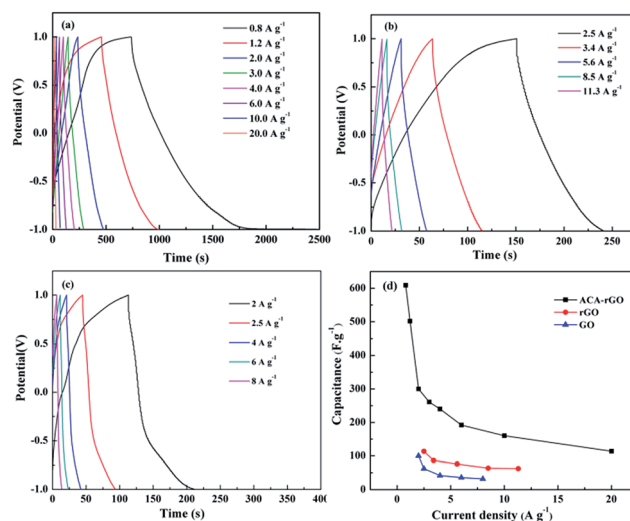 (a)
0.8 A g-1
1.2 A g-1
2.0 A g-1
3.0 A g-1
4.0 A g-1
6.0 A g-1
10.0 A g-1
20.0 A g-1
1.0
0.5
0.0
-0.5
-1.0
Potential (V)
0 500 1000 1500 2000 2500
Time (s)
(b)
2.5 A g-1
3.4 A g-1
5.6 A g-1
8.5 A g-1
11.3 A g-1
1.0
0.5
0.0
-0.5
-1.0
Potential (V)
0 50 100 150 200 250
Time (s)
(c)
2 A g-1
2.5 A g-1
4 A g-1
6 A g-1
8 A g-1
1.0
0.5
0.0
-0.5
-1.0
Potential(V)
0 50 100 150 200 250 300 350 400
Time (s)
(d)
ACA-rGO
rGO
GO
600
500
400
300
200
100
0
Capacitance (F·g-1)
0 5 10 15 20
Current density (A g-1)